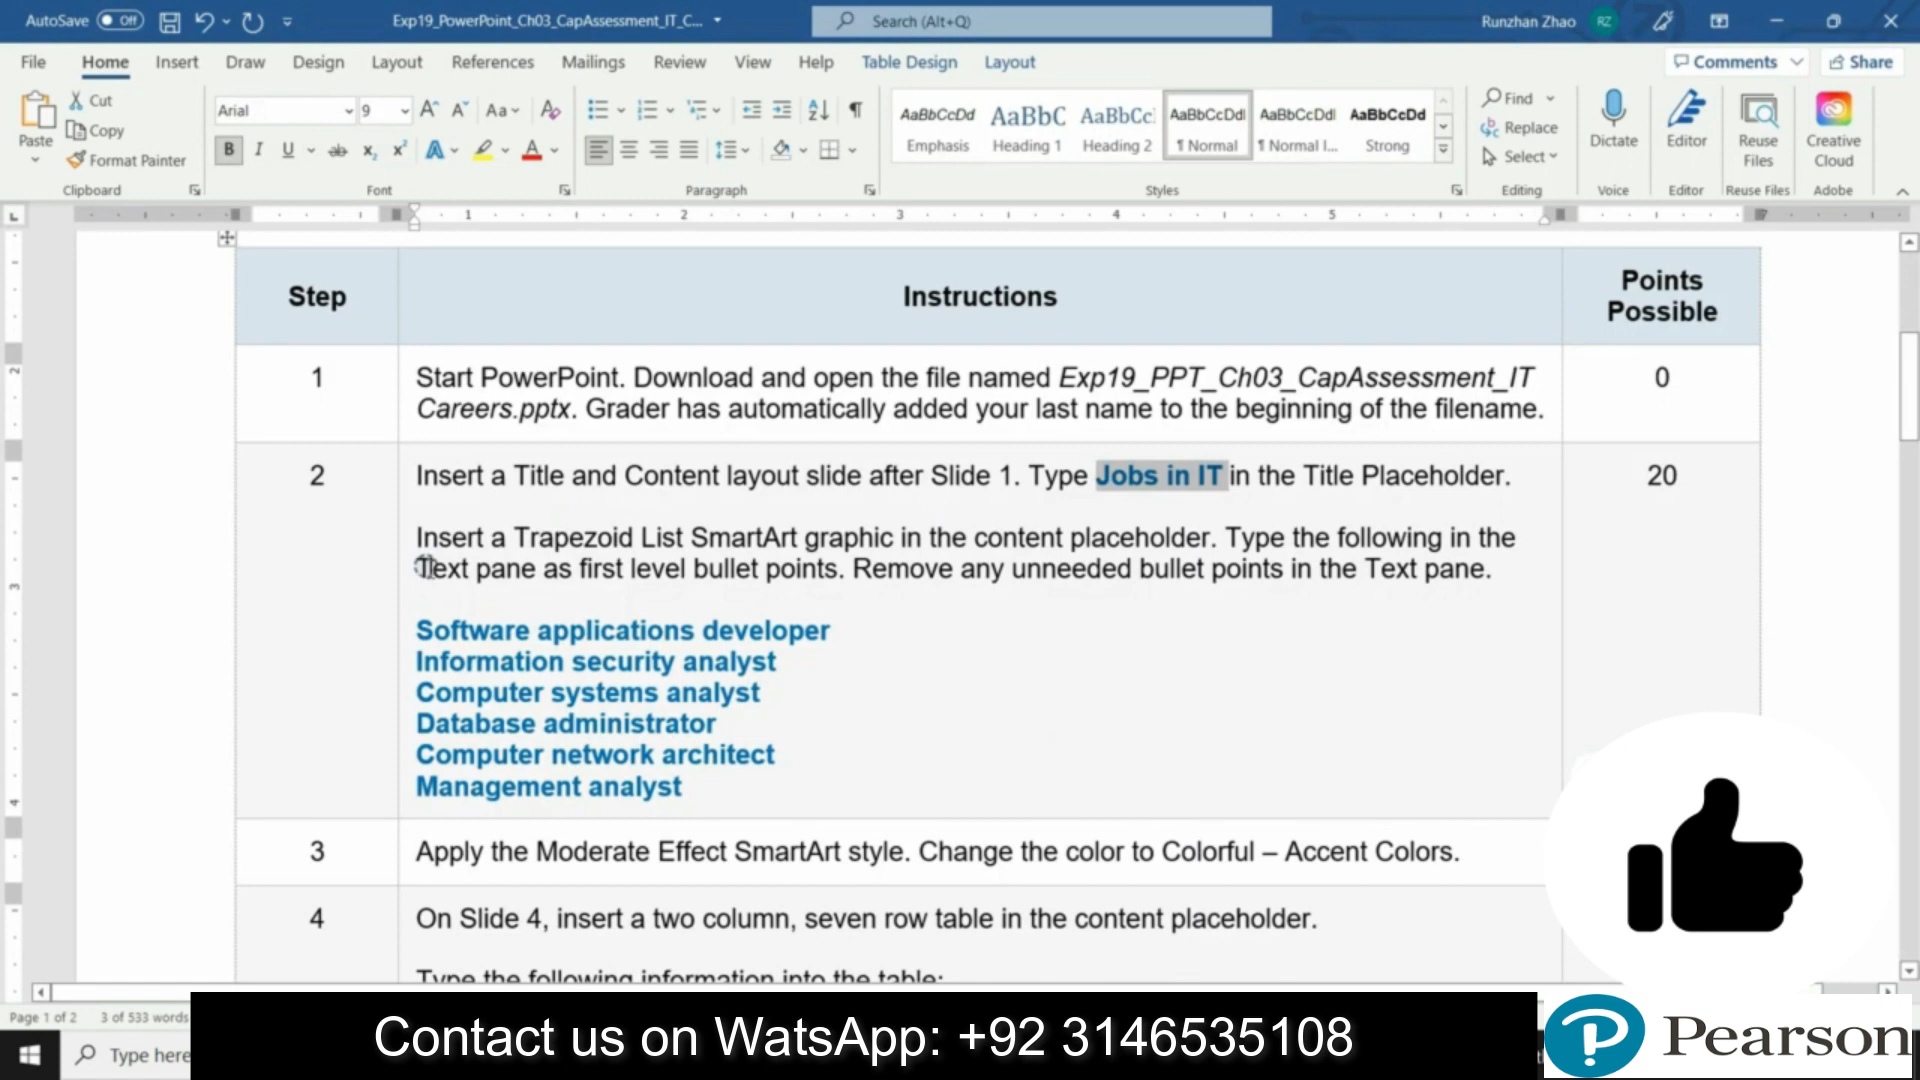 AutoSave Off Exp19_PowerPoint_Ch03_CapAssessment_IT_C... Search (Alt+Q) Runzhan Zhao RZ
File Home Insert Draw Design Layout References Mailings Review View Help Table Design Layout Comments Share
Paste Cut Copy Format Painter
Clipboard
Arial 9
Font
Paragraph
AaBbCcDd AaBbC AaBbCc AaBbCcDdI AaBbCcDdI AaBbCcDd
Emphasis Heading 1 Heading 2 ¶ Normal ¶ Normal I... Strong
Styles
Find
Replace
Select
Editing
Dictate
Voice
Editor
Editor
Reuse Files
Reuse Files
Creative Cloud
Adobe
Step Instructions Points Possible
1 Start PowerPoint. Download and open the file named Exp19_PPT_Ch03_CapAssessment_IT 0
Careers.pptx. Grader has automatically added your last name to the beginning of the filename.
2 Insert a Title and Content layout slide after Slide 1. Type Jobs in IT in the Title Placeholder. 20
Insert a Trapezoid List SmartArt graphic in the content placeholder. Type the following in the
Text pane as first level bullet points. Remove any unneeded bullet points in the Text pane.
Software applications developer
Information security analyst
Computer systems analyst
Database administrator
Computer network architect
Management analyst
3 Apply the Moderate Effect SmartArt style. Change the color to Colorful – Accent Colors.
4 On Slide 4, insert a two column, seven row table in the content placeholder.
Type the following information into the table:
Page 1 of 2 3 of 533 words
Type here
Contact us on WatsApp: +92 3146535108
Pearson